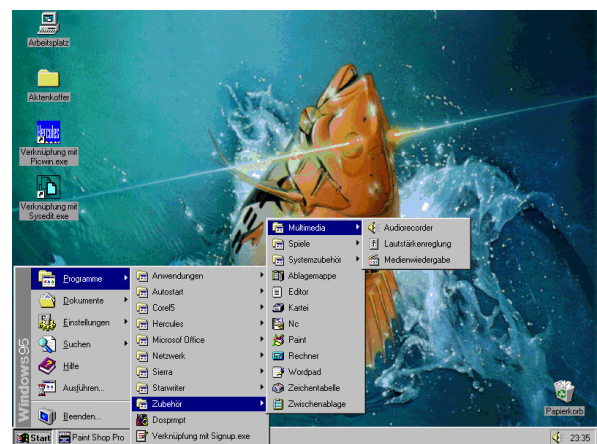 Arbeitsplatz
Aktenkoffer
Hercules
Verknüpfung mit
Picwin.exe
Verknüpfung mit
Sysedit.exe
Windows95
Programme
Dokumente
Einstellungen
Suchen
Hilfe
Ausführen...
Beenden...
Anwendungen
Autostart
Corel5
Hercules
Microsof Office
Netzwerk
Sierra
Starwriter
Zubehör
Dosprmpt
Verknüpfung mit Signup.exe
Multimedia
Spiele
Systemzubehör
Ablagemappe
Editor
Kartei
Nc
Paint
Rechner
Wordpad
Zeichentabelle
Zwischenablage
Audiorecorder
Lautstärkenreglung
Medienwiedergabe
Papierkorb
Start
Paint Shop Pro
23:35